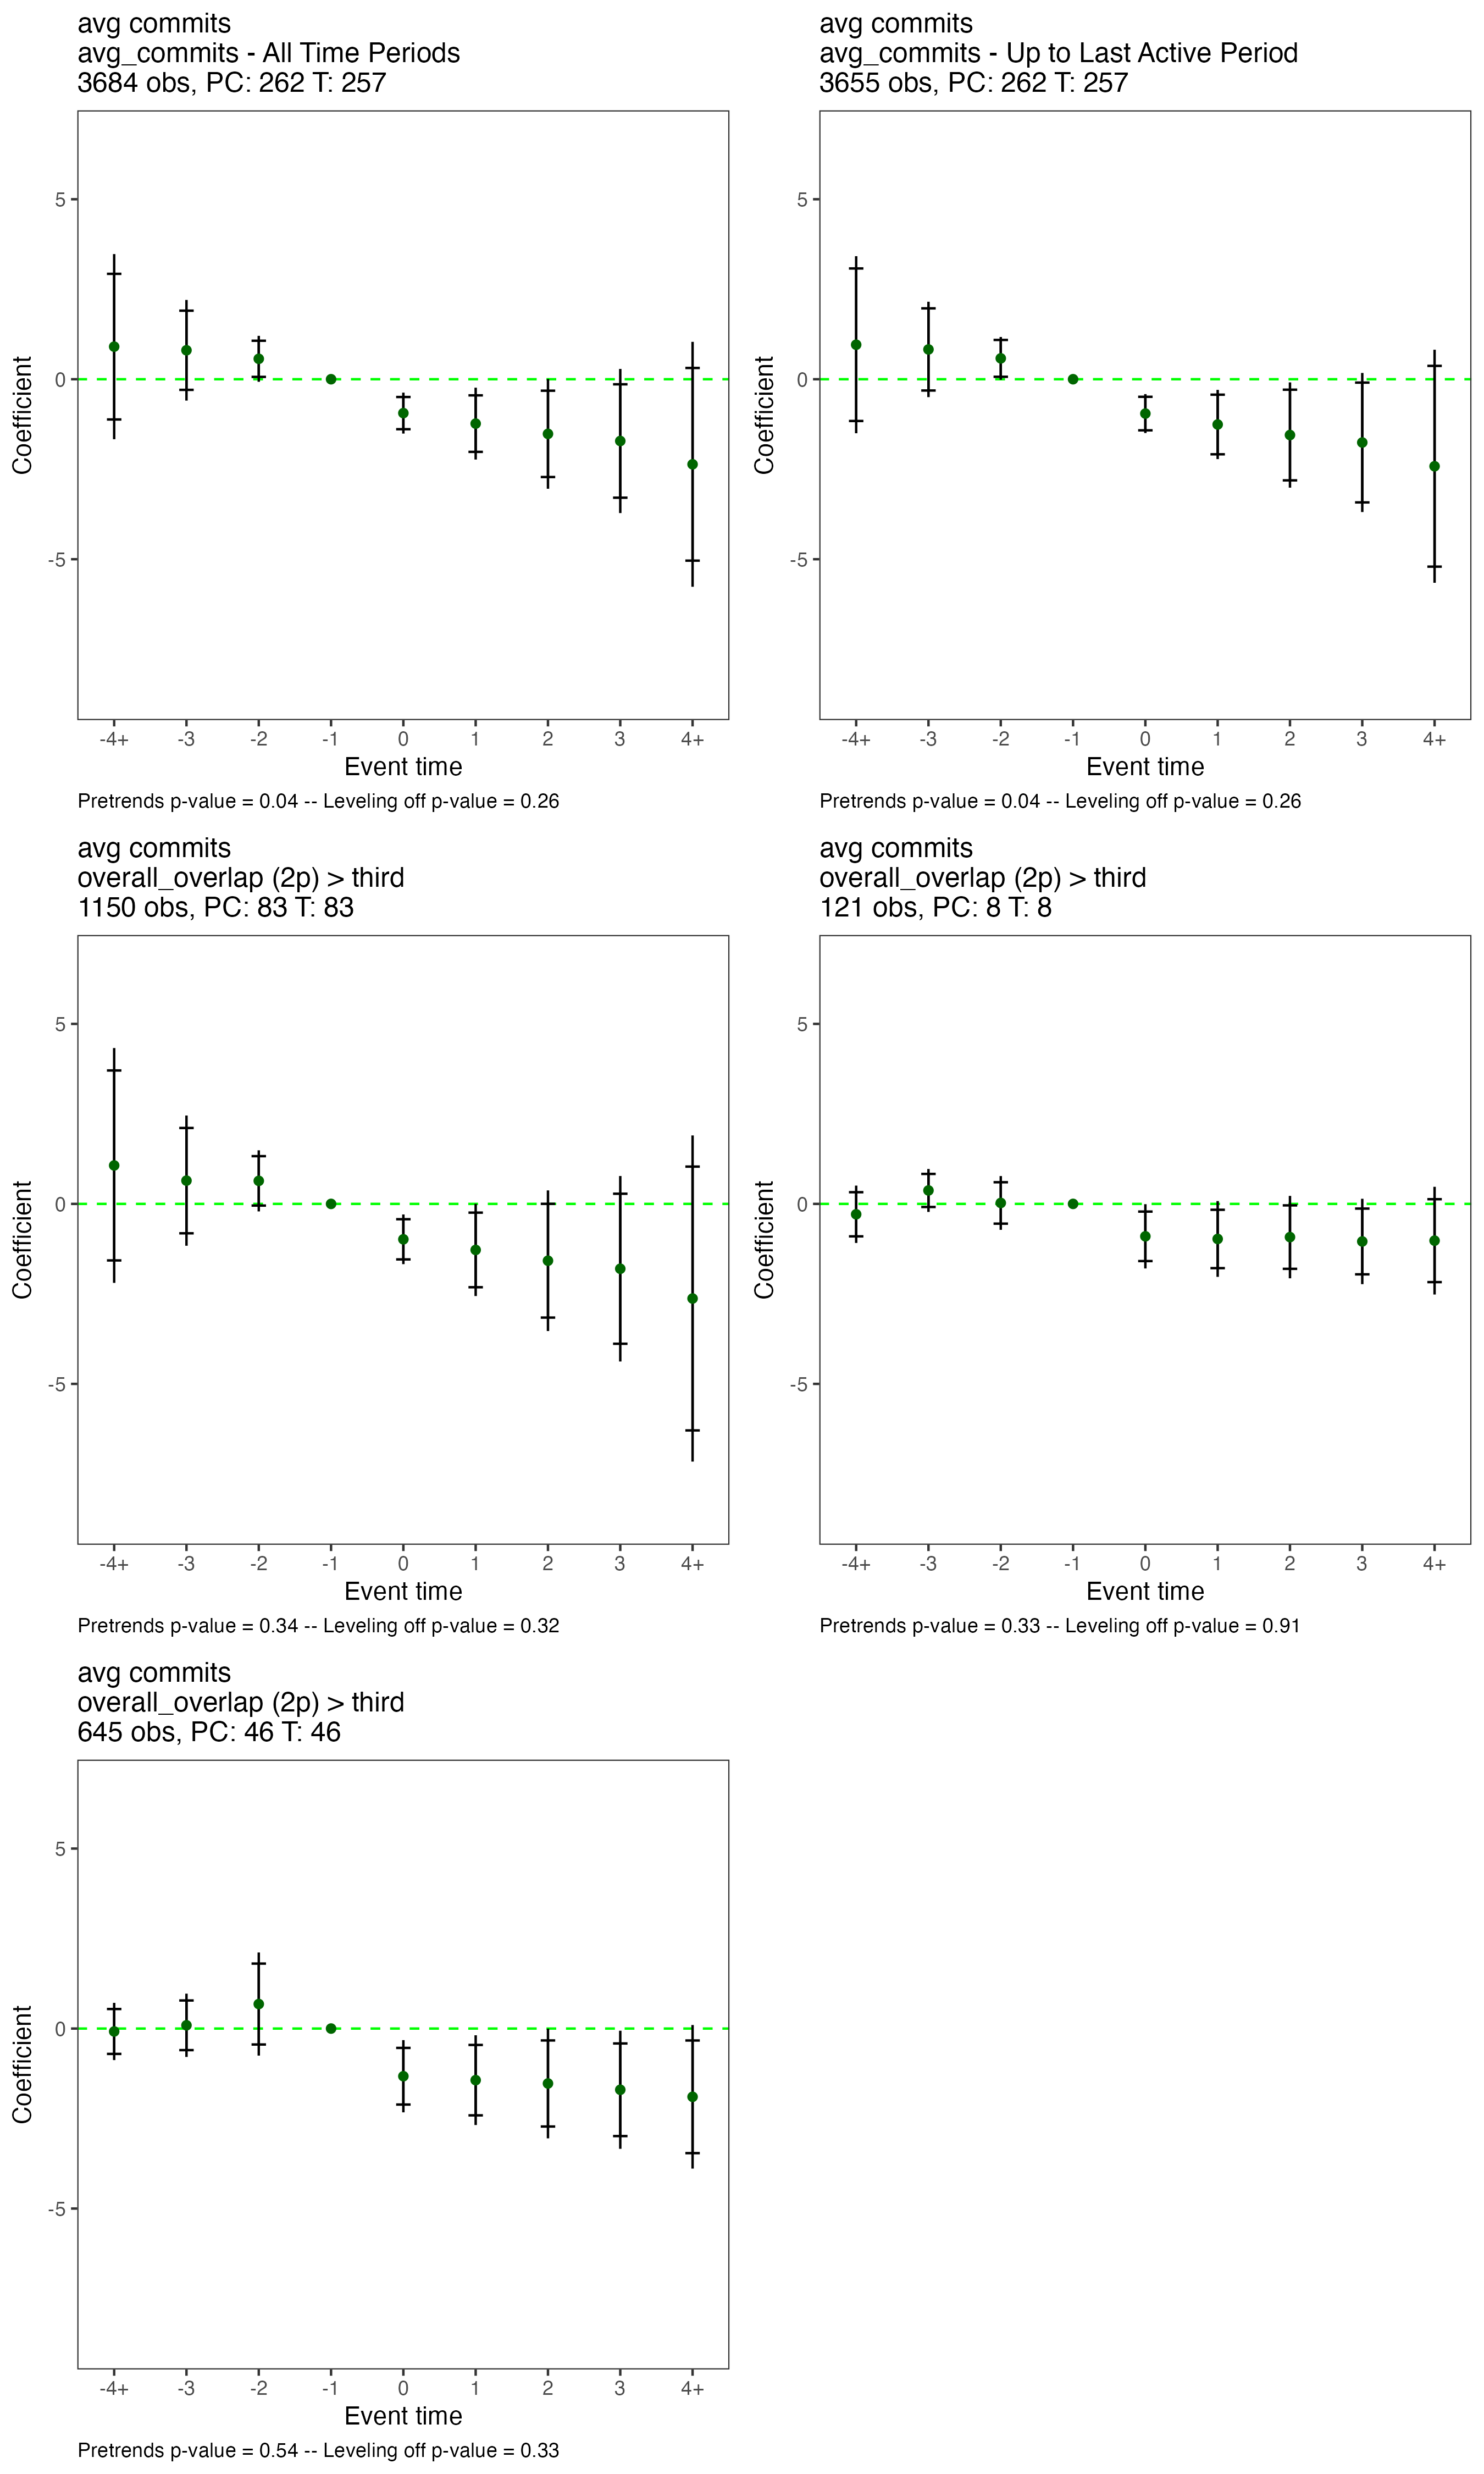 avg commits
avg_commits - All Time Periods
3684 obs, PC: 262 T: 257
5
0
-5
Coefficient
-4+ -3 -2 -1 0 1 2 3 4+
Event time
Pretrends p-value = 0.04 -- Leveling off p-value = 0.26
avg commits
avg_commits - Up to Last Active Period
3655 obs, PC: 262 T: 257
5
0
-5
Coefficient
-4+ -3 -2 -1 0 1 2 3 4+
Event time
Pretrends p-value = 0.04 -- Leveling off p-value = 0.26
avg commits
overall_overlap (2p) > third
1150 obs, PC: 83 T: 83
5
0
-5
Coefficient
-4+ -3 -2 -1 0 1 2 3 4+
Event time
Pretrends p-value = 0.34 -- Leveling off p-value = 0.32
avg commits
overall_overlap (2p) > third
121 obs, PC: 8 T: 8
5
0
-5
Coefficient
-4+ -3 -2 -1 0 1 2 3 4+
Event time
Pretrends p-value = 0.33 -- Leveling off p-value = 0.91
avg commits
overall_overlap (2p) > third
645 obs, PC: 46 T: 46
5
0
-5
Coefficient
-4+ -3 -2 -1 0 1 2 3 4+
Event time
Pretrends p-value = 0.54 -- Leveling off p-value = 0.33